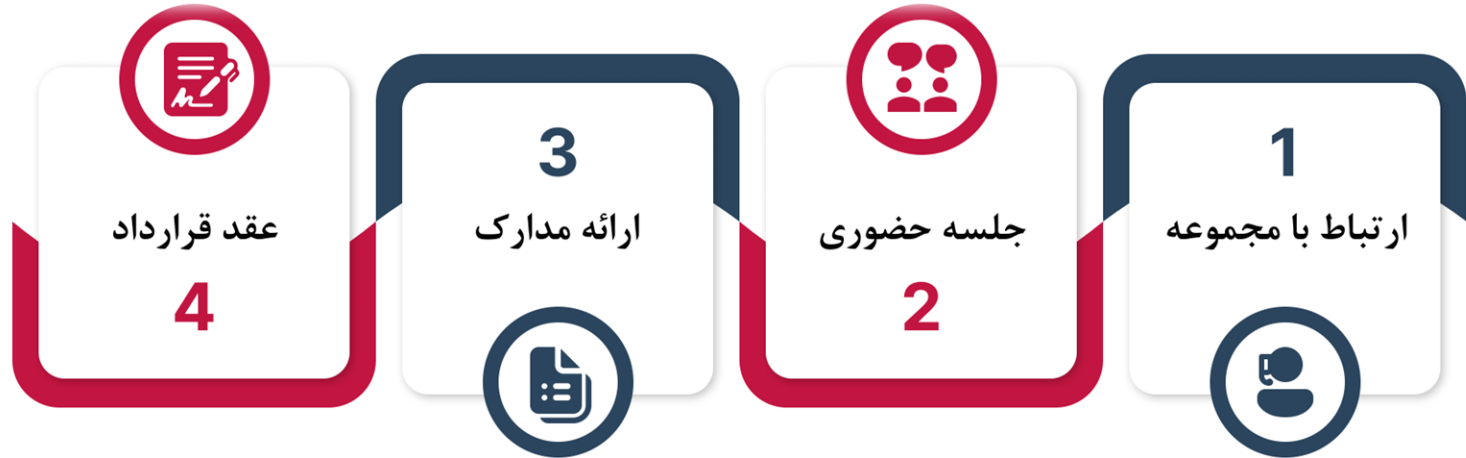 1
ارتباط با مجموعه
جلسه حضوری
2
3
ارائه مدارک
عقد قرارداد
4